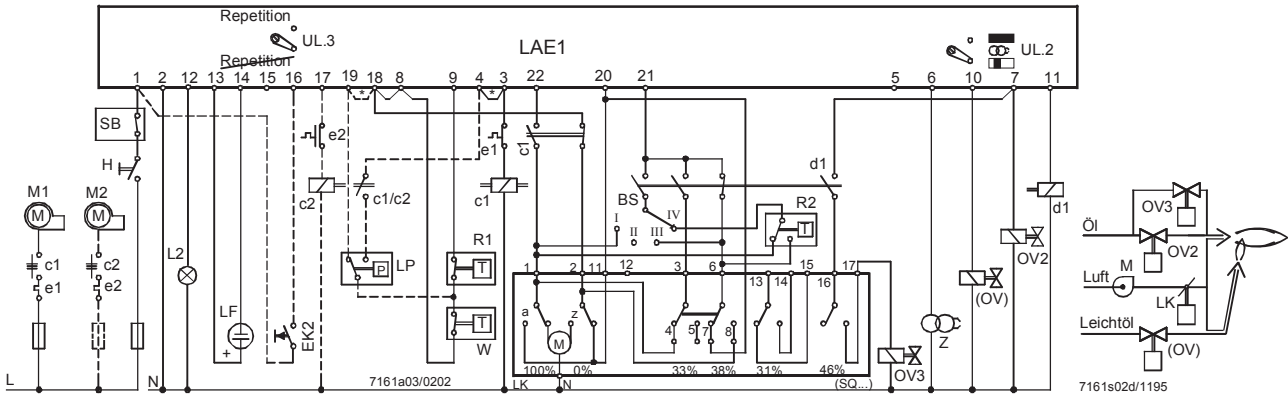 Repetition
UL.3
Repetition
LAE1
UL.2
1 2 12 13 14 15 16 17 19 18 8 9 4 3 22 20 21 5 6 10 7 11
* *
SB
H
M1 M2
M M
c1 c2
e1 e2
L2
LF
+
EK2
e2
c2
c1/c2
LP
P
R1
T
W
T
e1
c1
c1
BS
I II III IV
d1
R2
T
d1
OV2
(OV)
Z
OV3
1 2 11 12 3 6 13 14 15 16 17
a z
M
4 5 7 8
100% 0% 33% 38% 31% 46%
LK N (SQ...)
L N
7161a03/0202
OV3
Öl
OV2
Luft M
LK
Leichtöl
(OV)
7161s02d/1195